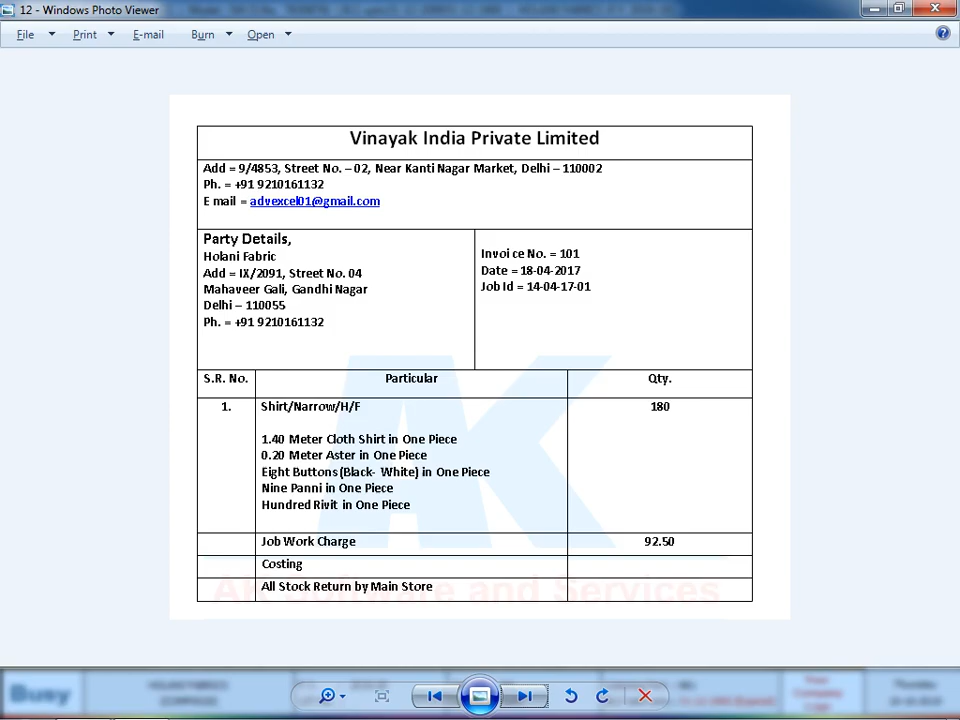 12 - Windows Photo Viewer
File Print E-mail Burn Open
Vinayak India Private Limited
Add = 9/4853, Street No. – 02, Near Kanti Nagar Market, Delhi – 110002
Ph. = +91 9210161132
E mail = advexcel01@gmail.com
Party Details,
Holani Fabric
Add = IX/2091, Street No. 04
Mahaveer Gali, Gandhi Nagar
Delhi – 110055
Ph. = +91 9210161132
Invoice No. = 101
Date = 18-04-2017
Job Id = 14-04-17-01
S.R. No. Particular Qty.
1. Shirt/Narrow/H/F 180
1.40 Meter Cloth Shirt in One Piece
0.20 Meter Aster in One Piece
Eight Buttons (Black- White) in One Piece
Nine Panni in One Piece
Hundred Rivit in One Piece
Job Work Charge 92.50
Costing
All Stock Return by Main Store
AK Software and Services
Busy